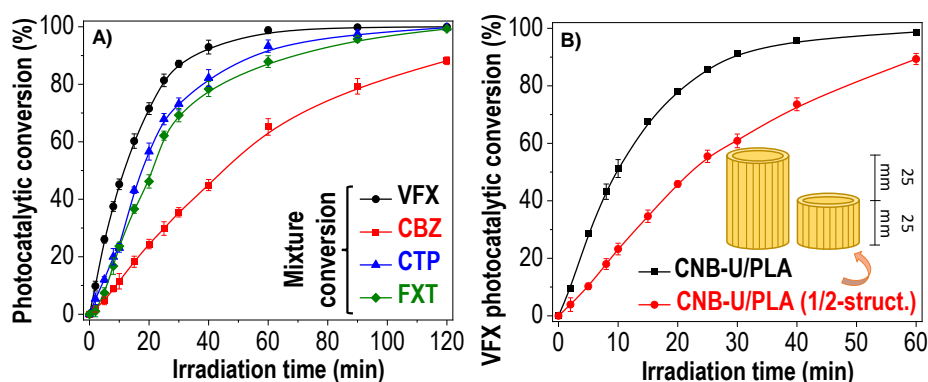 A)
Photocatalytic conversion (%)
100
80
60
40
20
0
0 20 40 60 80 100 120
Irradiation time (min)
Mixture
conversion
VFX
CBZ
CTP
FXT
B)
VFX photocatalytic conversion (%)
100
80
60
40
20
0
0 10 20 30 40 50 60
Irradiation time (min)
25
mm
25
mm
CNB-U/PLA
CNB-U/PLA (1/2-struct.)